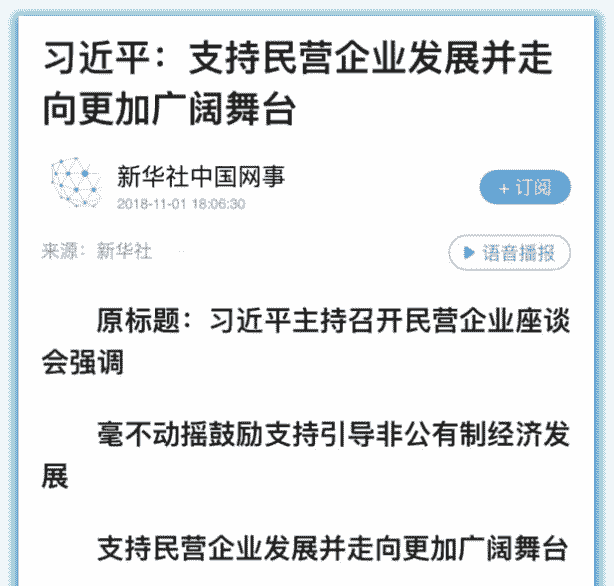 习近平：支持民营企业发展并走
向更加广阔舞台
新华社中国网事
2018-11-01 18:06:30
+ 订阅
来源：新华社
语音播报
原标题：习近平主持召开民营企业座谈
会强调
毫不动摇鼓励支持引导非公有制经济发
展
支持民营企业发展并走向更加广阔舞台